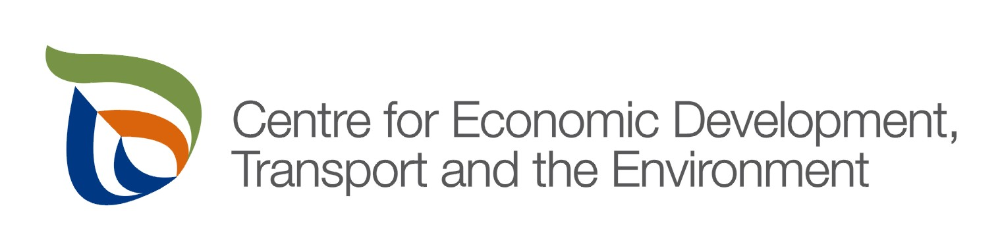 Centre for Economic Development,
Transport and the Environment